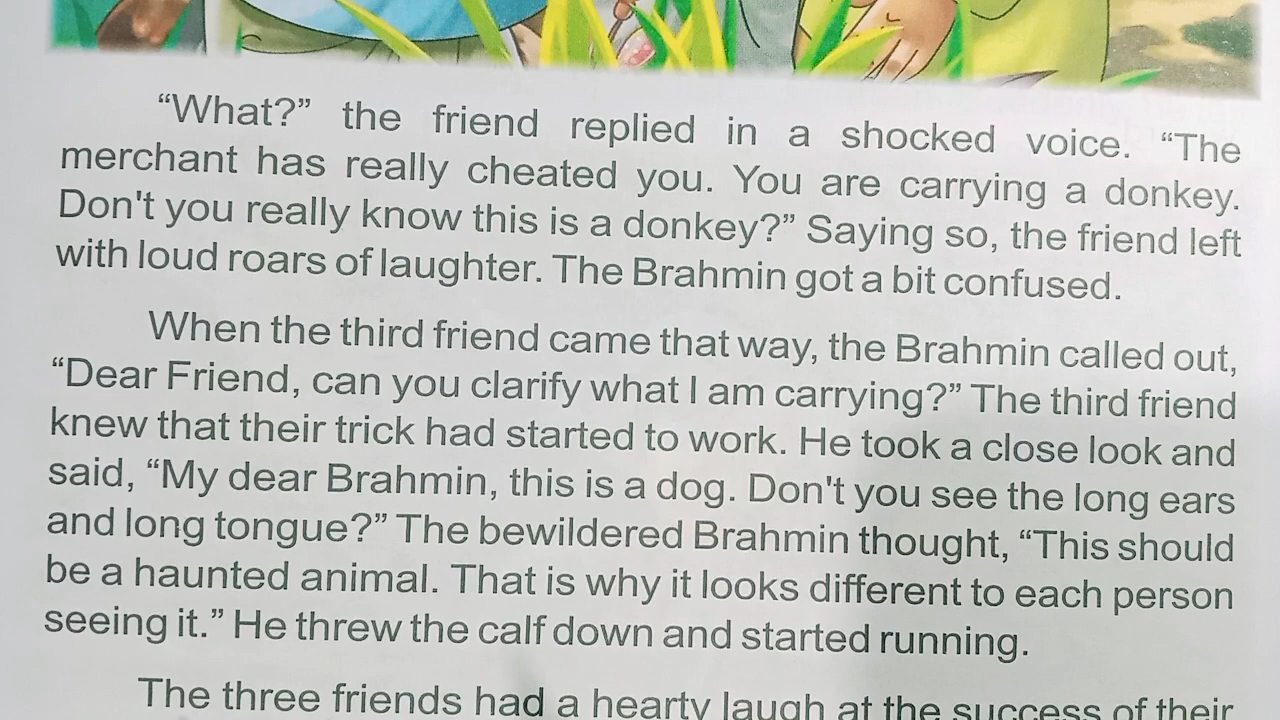 “What?” the friend replied in a shocked voice. “The
merchant has really cheated you. You are carrying a donkey.
Don't you really know this is a donkey?” Saying so, the friend left
with loud roars of laughter. The Brahmin got a bit confused.
When the third friend came that way, the Brahmin called out,
“Dear Friend, can you clarify what I am carrying?” The third friend
knew that their trick had started to work. He took a close look and
said, “My dear Brahmin, this is a dog. Don't you see the long ears
and long tongue?” The bewildered Brahmin thought, “This should
be a haunted animal. That is why it looks different to each person
seeing it.” He threw the calf down and started running.
The three friends had a hearty laugh at the success of their